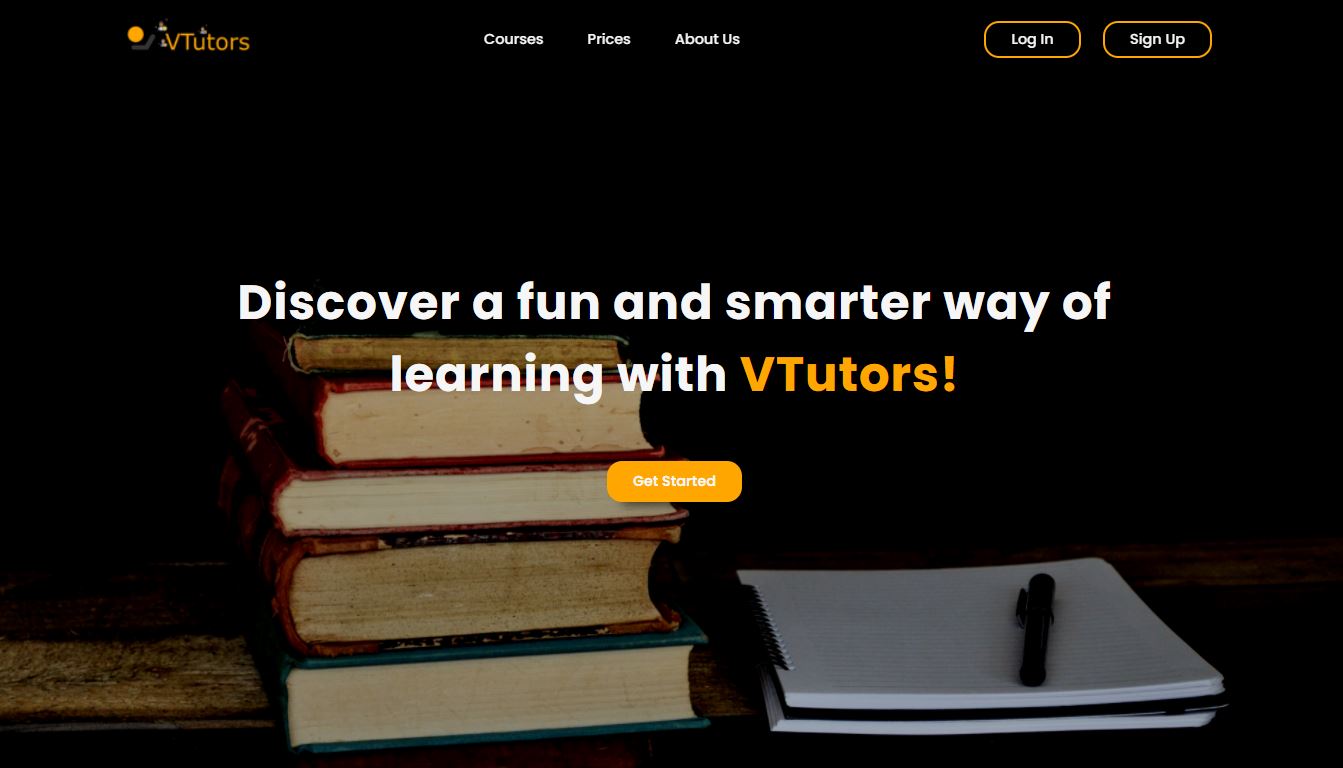 VTutors
Courses
Prices
About Us
Log In
Sign Up
Discover a fun and smarter way of
learning with VTutors!
Get Started